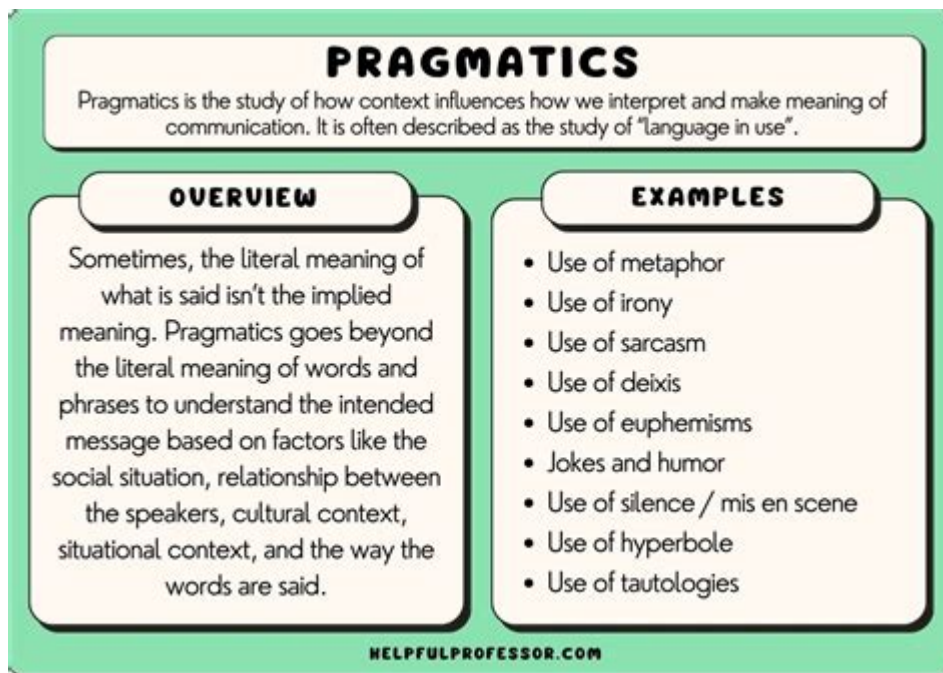 PRAGMATICS
Pragmatics is the study of how context influences how we interpret and make meaning of
communication. It is often described as the study of "language in use".
OVERVIEW
Sometimes, the literal meaning of
what is said isn't the implied
meaning. Pragmatics goes beyond
the literal meaning of words and
phrases to understand the intended
message based on factors like the
social situation, relationship between
the speakers, cultural context,
situational context, and the way the
words are said.
EXAMPLES
• Use of metaphor
• Use of irony
• Use of sarcasm
• Use of deixis
• Use of euphemisms
• Jokes and humor
• Use of silence / mis en scene
• Use of hyperbole
• Use of tautologies
HELPFULPROFESSOR.COM